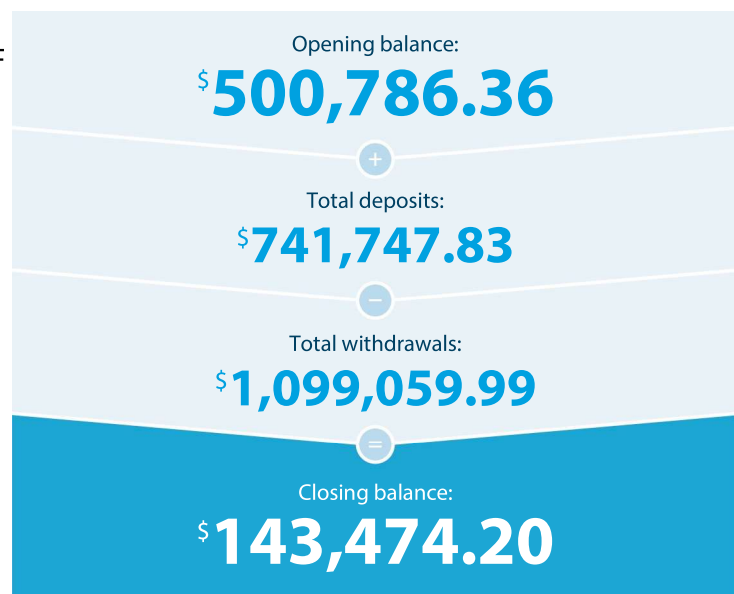 Opening balance:
$500,786.36
+
Total deposits:
$741,747.83
−
Total withdrawals:
$1,099,059.99
=
Closing balance:
$143,474.20